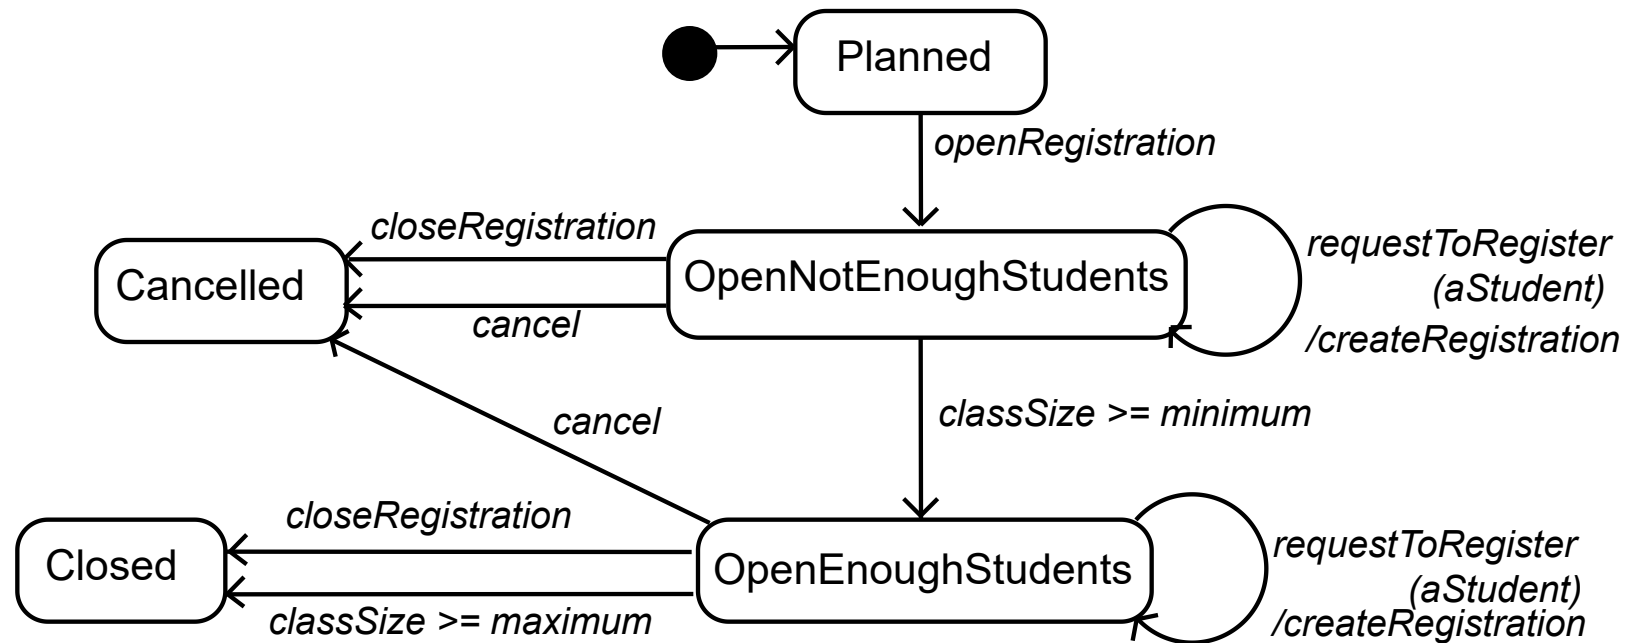 Planned
openRegistration
closeRegistration
Cancelled
OpenNotEnoughStudents
requestToRegister
(aStudent)
/createRegistration
cancel
classSize >= minimum
cancel
closeRegistration
Closed
OpenEnoughStudents
requestToRegister
(aStudent)
/createRegistration
classSize >= maximum